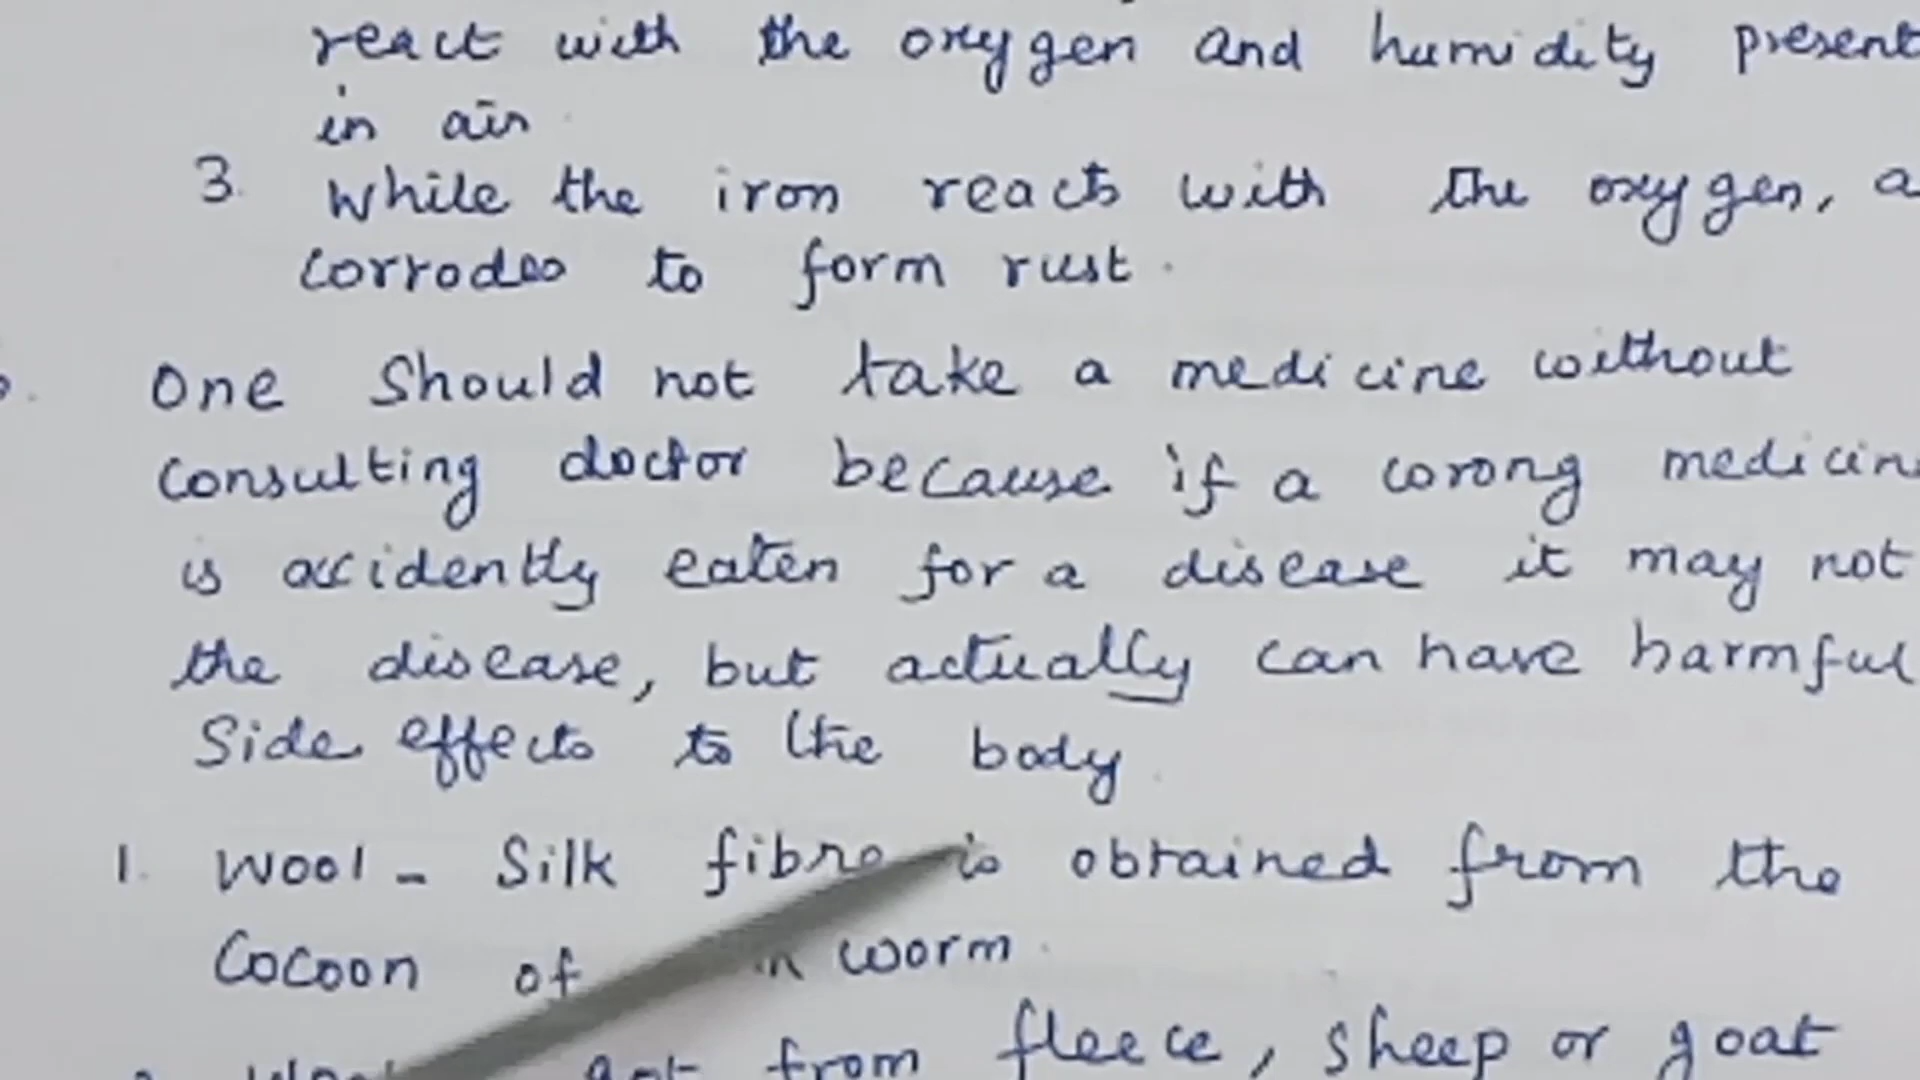 react with the oxygen and humidity present
in air
3. While the iron reacts with the oxygen, a
corrodes to form rust.
One Should not take a medicine without
consulting doctor because if a wrong medicin
is accidently eaten for a disease it may not
the disease, but actually can have harmful
Side effects to the body.
1. Wool - Silk fibre is obtained from the
Cocoon of worm.
got from fleece, sheep or goat